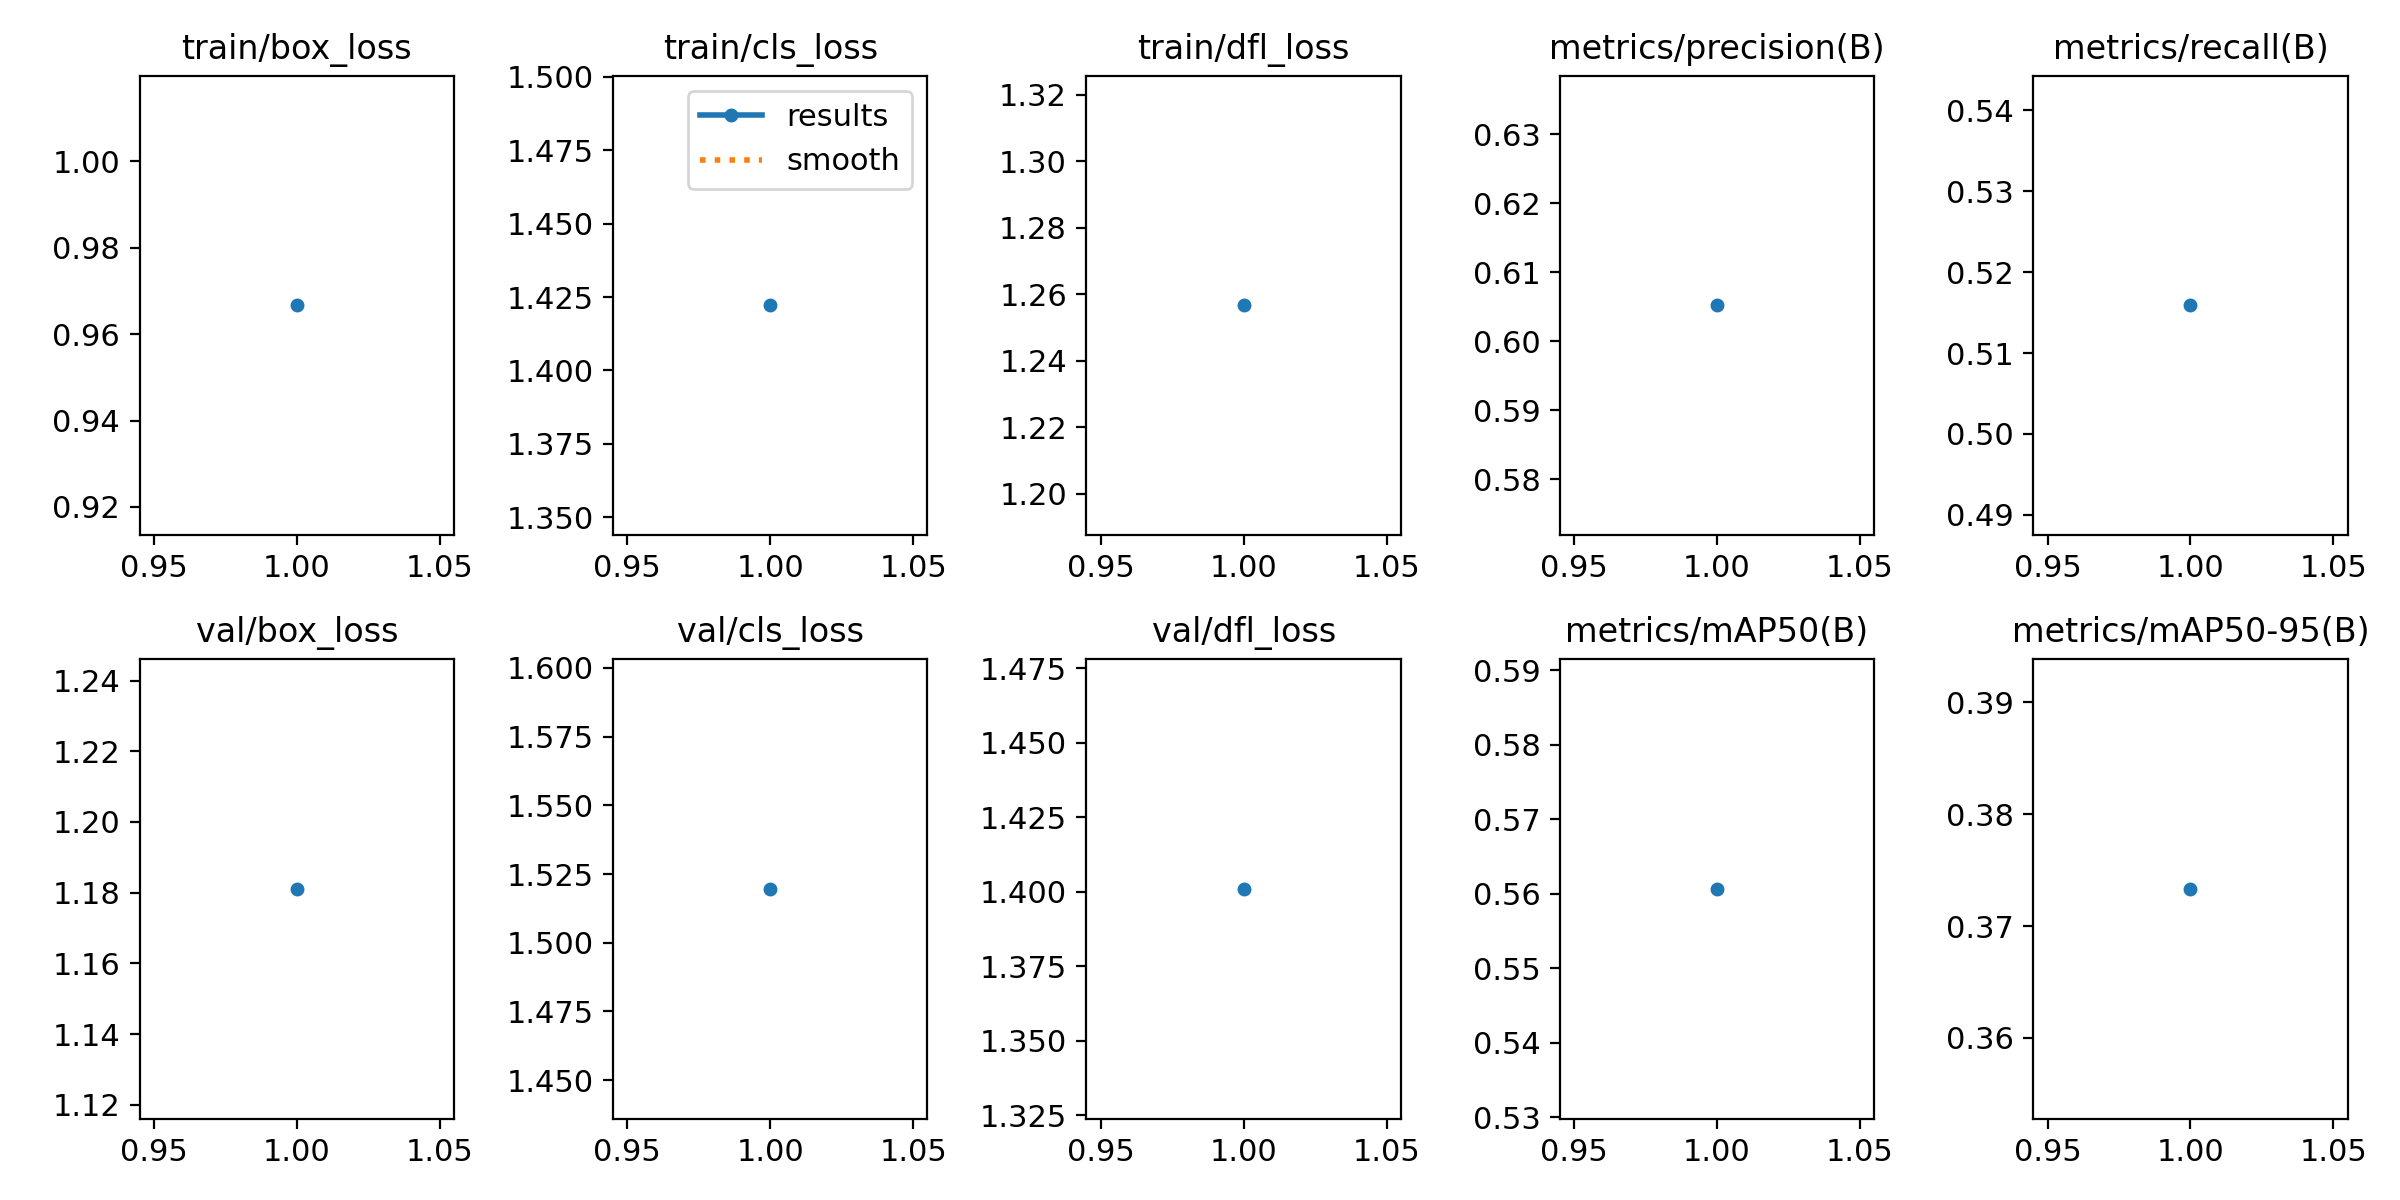 train/box_loss
1.00
0.98
0.96
0.94
0.92
0.95 1.00 1.05
train/cls_loss
1.500
1.475
1.450
1.425
1.400
1.375
1.350
results
smooth
0.95 1.00 1.05
train/dfl_loss
1.32
1.30
1.28
1.26
1.24
1.22
1.20
0.95 1.00 1.05
metrics/precision(B)
0.63
0.62
0.61
0.60
0.59
0.58
0.95 1.00 1.05
metrics/recall(B)
0.54
0.53
0.52
0.51
0.50
0.49
0.95 1.00 1.05
val/box_loss
1.24
1.22
1.20
1.18
1.16
1.14
1.12
0.95 1.00 1.05
val/cls_loss
1.600
1.575
1.550
1.525
1.500
1.475
1.450
0.95 1.00 1.05
val/dfl_loss
1.475
1.450
1.425
1.400
1.375
1.350
1.325
0.95 1.00 1.05
metrics/mAP50(B)
0.59
0.58
0.57
0.56
0.55
0.54
0.53
0.95 1.00 1.05
metrics/mAP50-95(B)
0.39
0.38
0.37
0.36
0.95 1.00 1.05